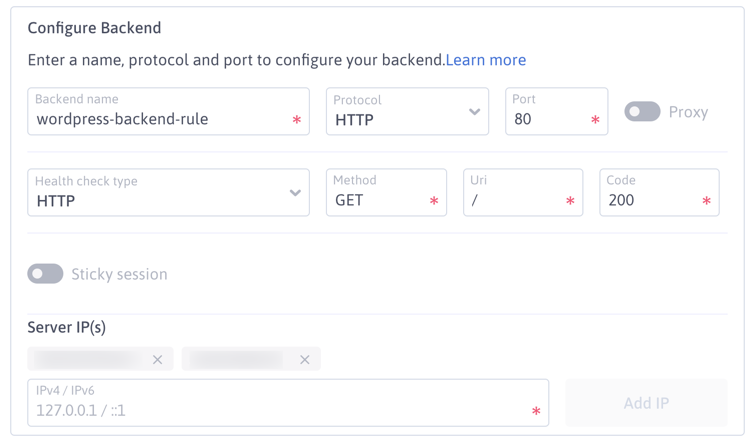 Configure Backend
Enter a name, protocol and port to configure your backend.Learn more
Backend name
wordpress-backend-rule *
Protocol
HTTP
Port
80 *
Proxy
Health check type
HTTP
Method
GET *
Uri
/ *
Code
200 *
Sticky session
Server IP(s)
IPv4 / IPv6
127.0.0.1 / ::1 *
Add IP